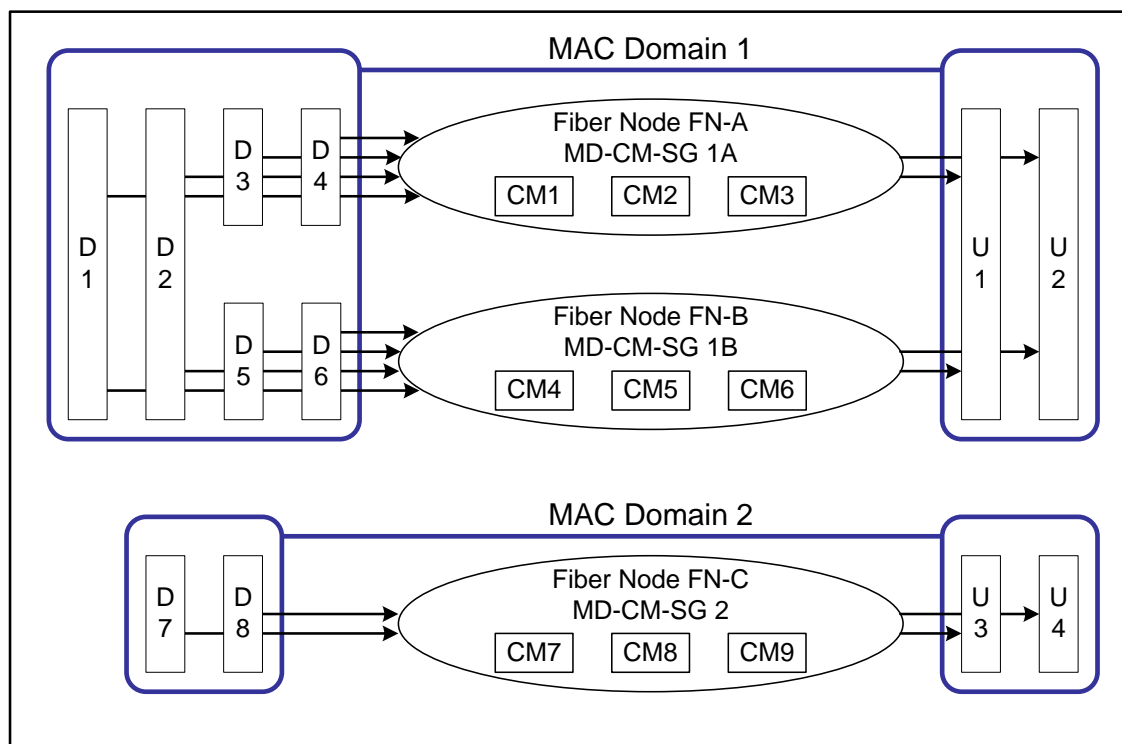 MAC Domain 1
D
1
D
2
D
3
D
4
Fiber Node FN-A
MD-CM-SG 1A
CM1 CM2 CM3
U
1
U
2
D
5
D
6
Fiber Node FN-B
MD-CM-SG 1B
CM4 CM5 CM6
MAC Domain 2
D
7
D
8
Fiber Node FN-C
MD-CM-SG 2
CM7 CM8 CM9
U
3
U
4